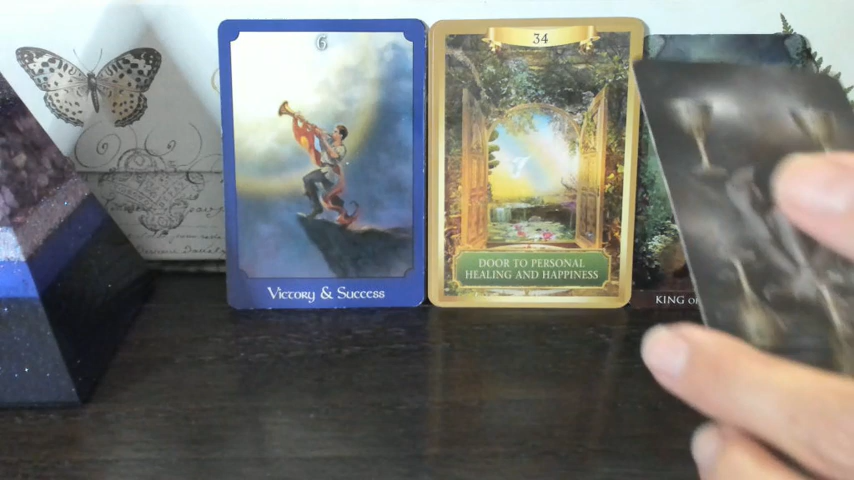 6
Victory & Success
34
DOOR TO PERSONAL
HEALING AND HAPPINESS
KING